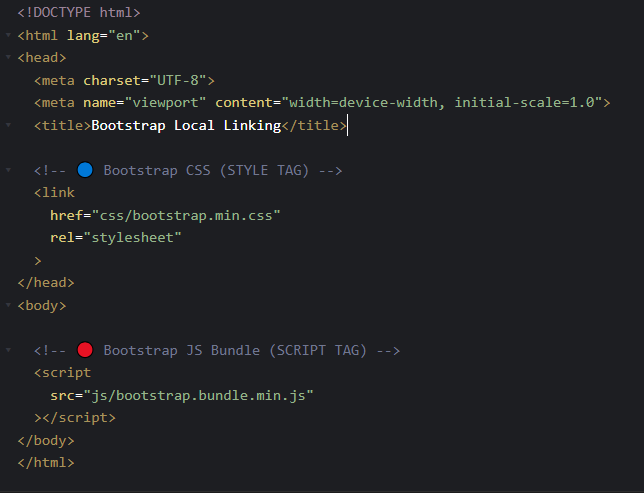 <!DOCTYPE html>
<html lang="en">
<head>
  <meta charset="UTF-8">
  <meta name="viewport" content="width=device-width, initial-scale=1.0">
  <title>Bootstrap Local Linking</title>

  <!-- 🔵 Bootstrap CSS (STYLE TAG) -->
  <link
    href="css/bootstrap.min.css"
    rel="stylesheet"
  >
</head>
<body>

  <!-- 🔴 Bootstrap JS Bundle (SCRIPT TAG) -->
  <script
    src="js/bootstrap.bundle.min.js"
  ></script>
</body>
</html>